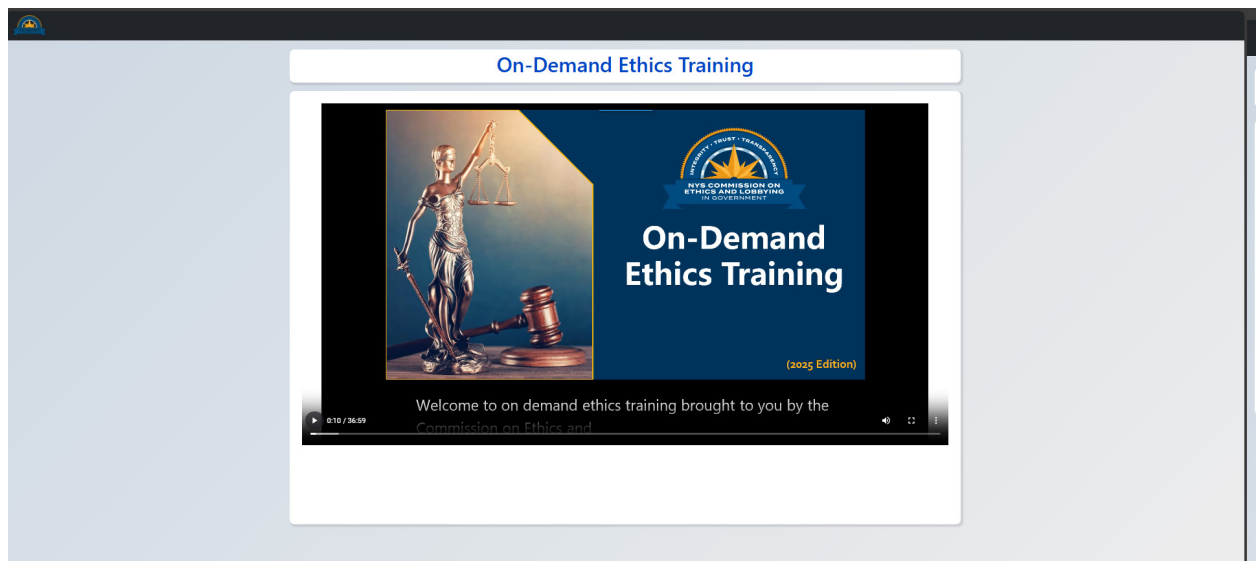 On-Demand Ethics Training
INTEGRITY · TRUST · TRANSPARENCY
NYS COMMISSION ON
ETHICS AND LOBBYING
IN GOVERNMENT
On-Demand
Ethics Training
(2025 Edition)
Welcome to on demand ethics training brought to you by the
Commission on Ethics and
0:10 / 36:59